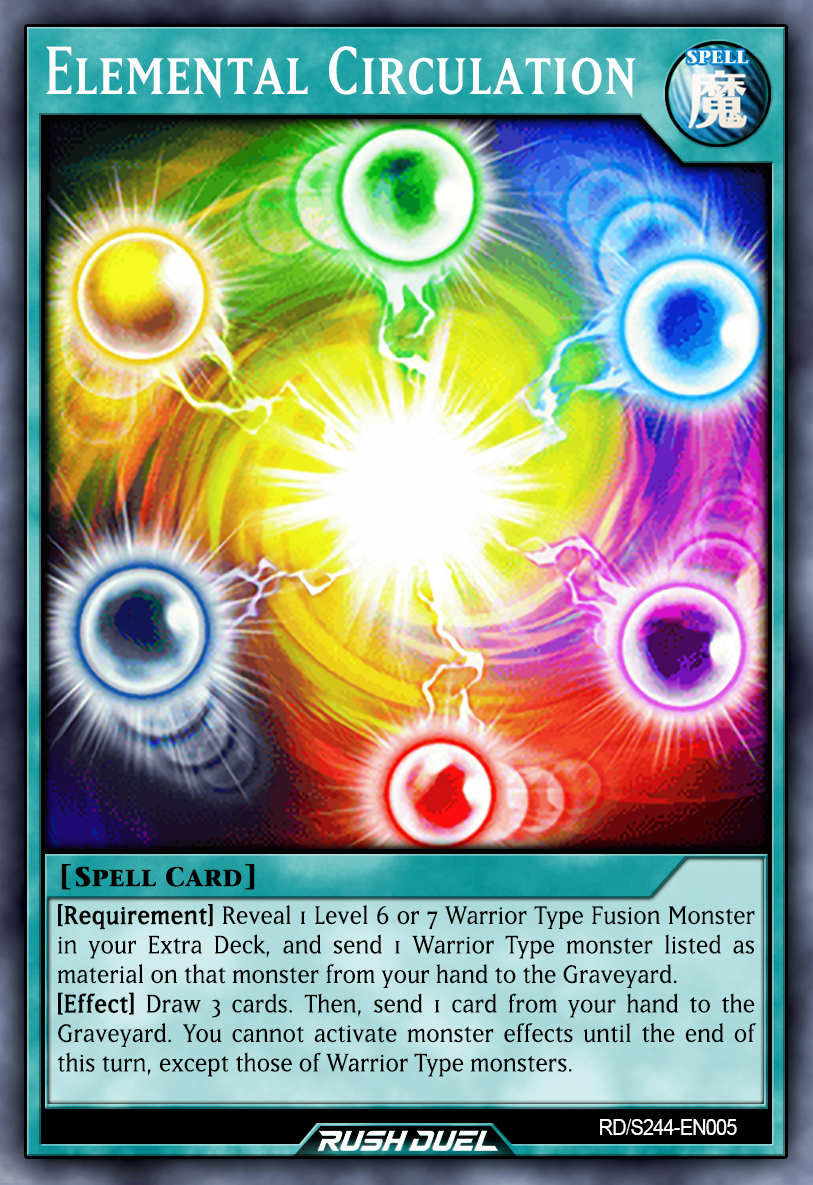 Elemental Circulation
SPELL
魔
[Spell Card]
[Requirement] Reveal 1 Level 6 or 7 Warrior Type Fusion Monster
in your Extra Deck, and send 1 Warrior Type monster listed as
material on that monster from your hand to the Graveyard.
[Effect] Draw 3 cards. Then, send 1 card from your hand to the
Graveyard. You cannot activate monster effects until the end of
this turn, except those of Warrior Type monsters.
RD/S244-EN005
RUSH DUEL